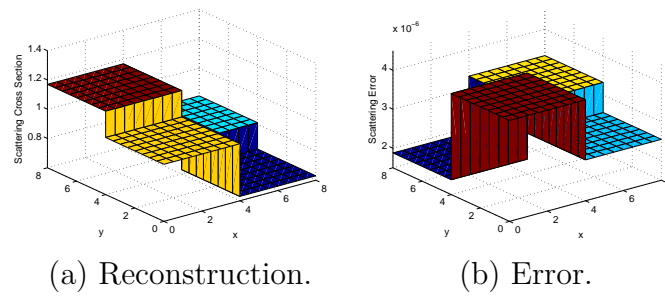 Scattering Cross Section
1.4
1.2
1
0.8
8
6
4
2
0
y
0
2
4
6
8
x
(a) Reconstruction.
x 10⁻⁶
Scattering Error
4
3
2
8
6
4
2
0
y
0
2
4
6
x
(b) Error.